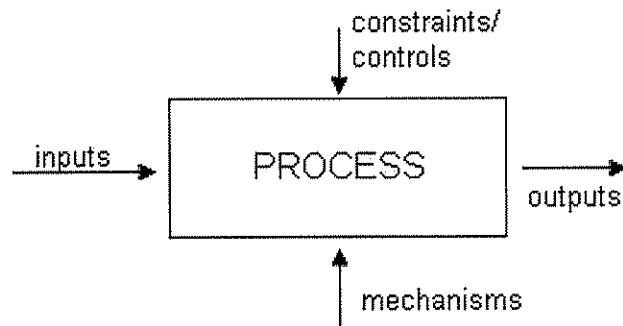 constraints/
controls
inputs
PROCESS
outputs
mechanisms